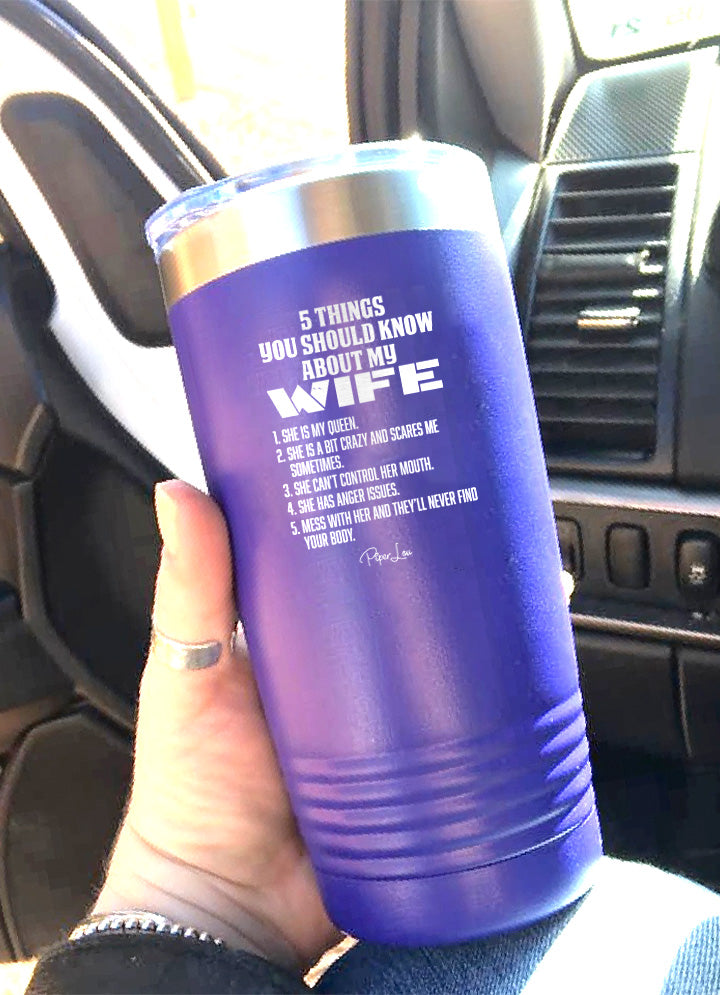 5 THINGS
YOU SHOULD KNOW
ABOUT MY
WIFE
1. SHE IS MY QUEEN.
2. SHE IS A BIT CRAZY AND SCARES ME
SOMETIMES.
3. SHE CAN'T CONTROL HER MOUTH.
4. SHE HAS ANGER ISSUES.
5. MESS WITH HER AND THEY'LL NEVER FIND
YOUR BODY.
Piper Lou